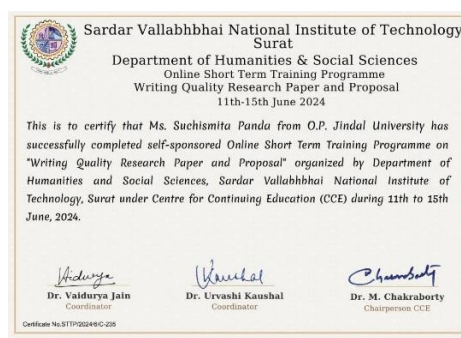 Sardar Vallabhbhai National Institute of Technology
Surat
Department of Humanities & Social Sciences
Online Short Term Training Programme
Writing Quality Research Paper and Proposal
11th-15th June 2024
This is to certify that Ms. Suchismita Panda from O.P. Jindal University has
successfully completed self-sponsored Online Short Term Training Programme on
"Writing Quality Research Paper and Proposal" organized by Department of
Humanities and Social Sciences, Sardar Vallabhbhai National Institute of
Technology, Surat under Centre for Continuing Education (CCE) during 11th to 15th
June, 2024.
Vaidurya Kaushal Chakraborty
Dr. Vaidurya Jain Dr. Urvashi Kaushal Dr. M. Chakraborty
Coordinator Coordinator Chairperson CCE
Certificate No.STTP/2024/6/C-235